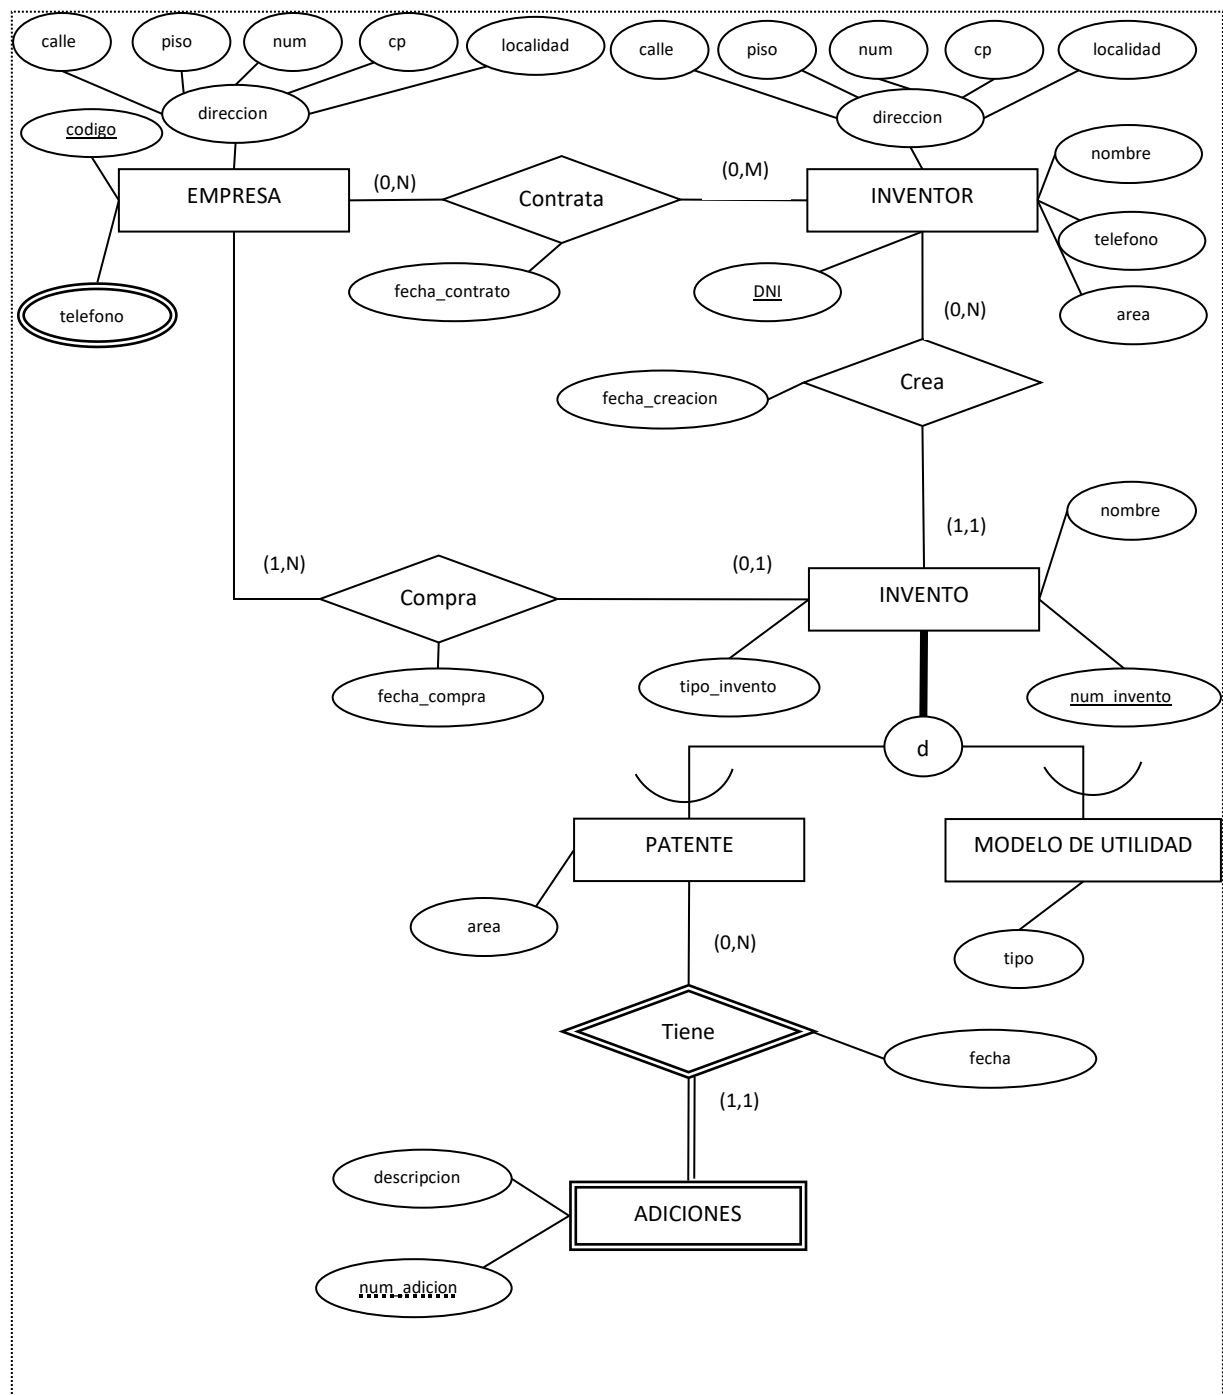 calle
piso
num
cp
localidad
calle
piso
num
cp
localidad
direccion
direccion
codigo
nombre
EMPRESA
(0,N)
Contrata
(0,M)
INVENTOR
telefono
fecha_contrato
DNI
telefono
(0,N)
area
Crea
fecha_creacion
nombre
(1,1)
(1,N)
Compra
(0,1)
INVENTO
fecha_compra
tipo_invento
num_invento
d
PATENTE
MODELO DE UTILIDAD
area
(0,N)
tipo
Tiene
fecha
(1,1)
descripcion
ADICIONES
num_adicion